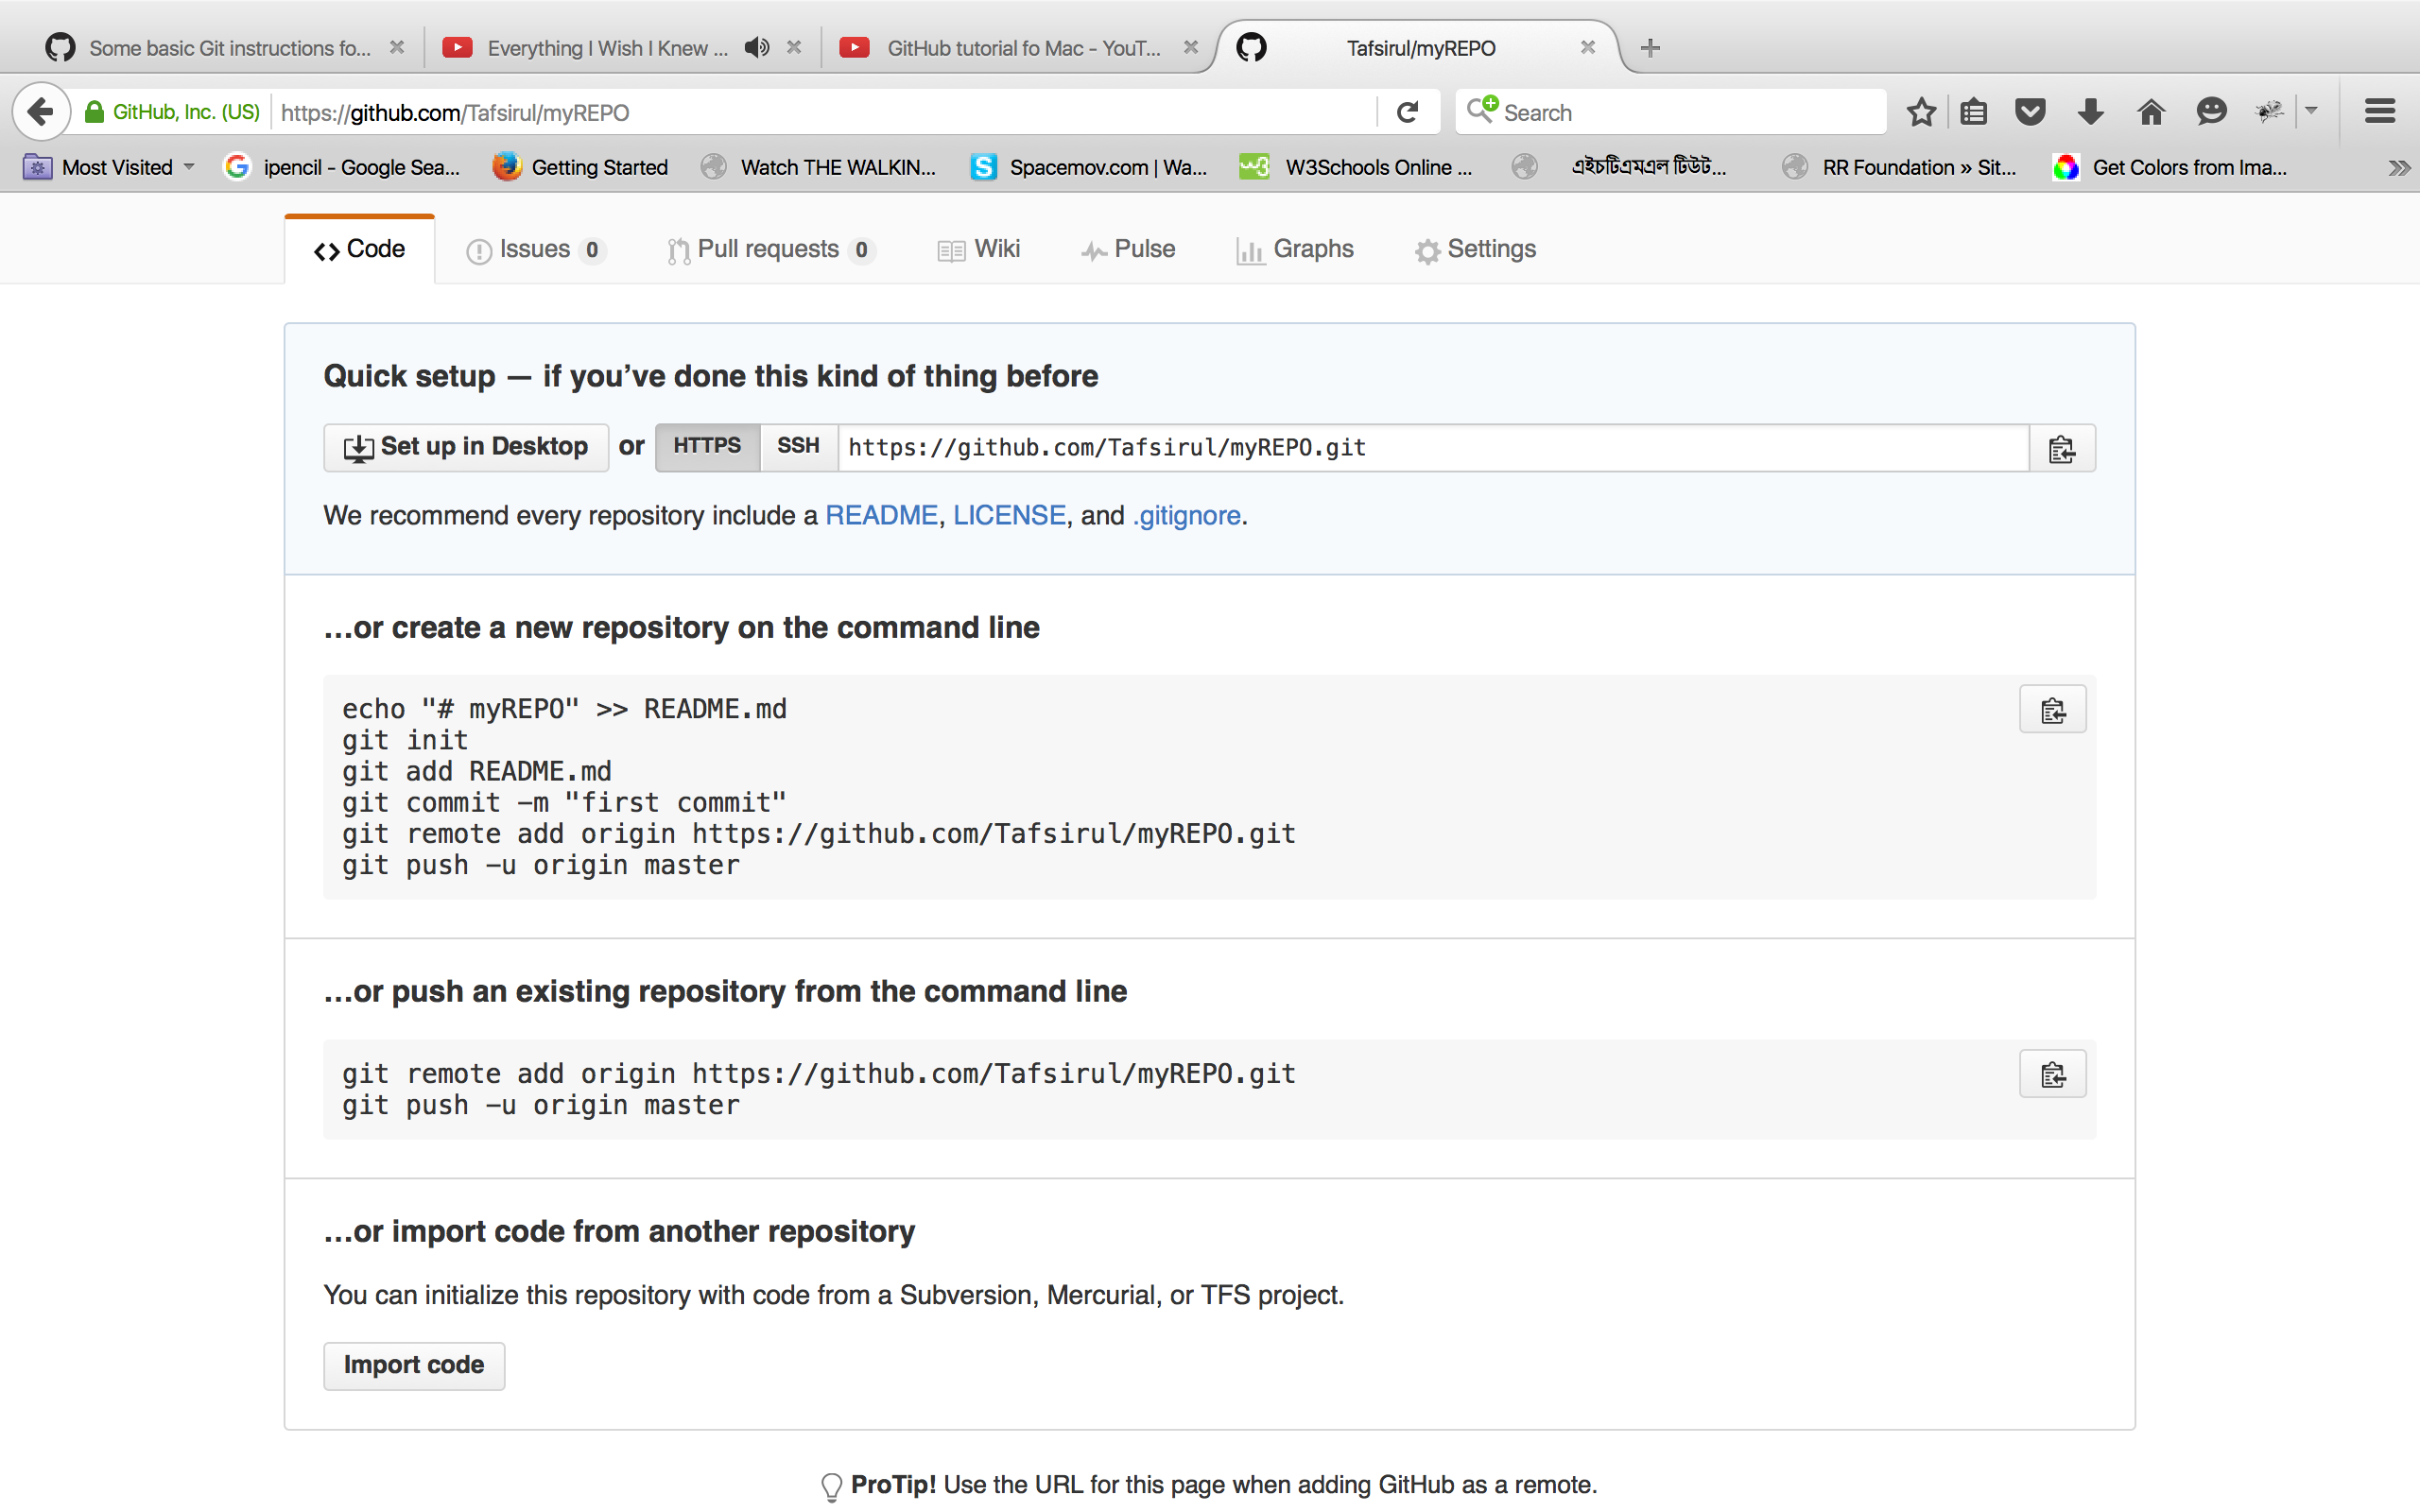 Some basic Git instructions fo...
Everything I Wish I Knew ...
GitHub tutorial fo Mac - YouT...
Tafsirul/myREPO
GitHub, Inc. (US)
https://github.com/Tafsirul/myREPO
Search
Most Visited
ipencil - Google Sea...
Getting Started
Watch THE WALKIN...
Spacemov.com | Wa...
W3Schools Online ...
এইচটিএমএল টিউট...
RR Foundation » Sit...
Get Colors from Ima...
Code
Issues 0
Pull requests 0
Wiki
Pulse
Graphs
Settings
Quick setup — if you’ve done this kind of thing before
Set up in Desktop or HTTPS SSH https://github.com/Tafsirul/myREPO.git
We recommend every repository include a README, LICENSE, and .gitignore.
…or create a new repository on the command line
echo "# myREPO" >> README.md
git init
git add README.md
git commit -m "first commit"
git remote add origin https://github.com/Tafsirul/myREPO.git
git push -u origin master
…or push an existing repository from the command line
git remote add origin https://github.com/Tafsirul/myREPO.git
git push -u origin master
…or import code from another repository
You can initialize this repository with code from a Subversion, Mercurial, or TFS project.
Import code
ProTip! Use the URL for this page when adding GitHub as a remote.